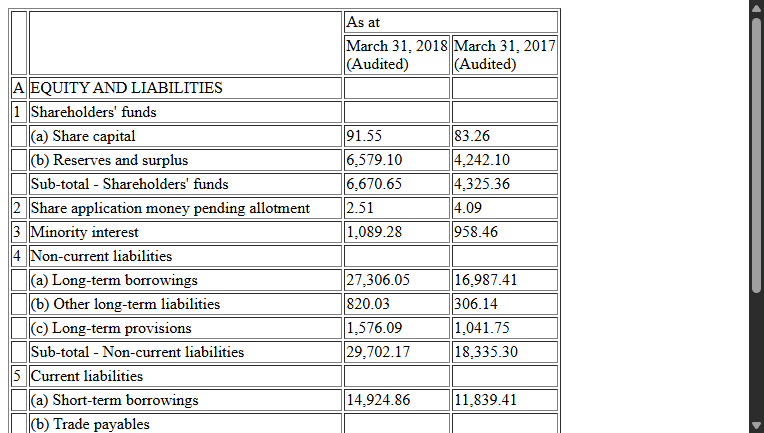 As at
March 31, 2018 March 31, 2017
(Audited) (Audited)
A EQUITY AND LIABILITIES
1 Shareholders' funds
(a) Share capital 91.55 83.26
(b) Reserves and surplus 6,579.10 4,242.10
Sub-total - Shareholders' funds 6,670.65 4,325.36
2 Share application money pending allotment 2.51 4.09
3 Minority interest 1,089.28 958.46
4 Non-current liabilities
(a) Long-term borrowings 27,306.05 16,987.41
(b) Other long-term liabilities 820.03 306.14
(c) Long-term provisions 1,576.09 1,041.75
Sub-total - Non-current liabilities 29,702.17 18,335.30
5 Current liabilities
(a) Short-term borrowings 14,924.86 11,839.41
(b) Trade payables